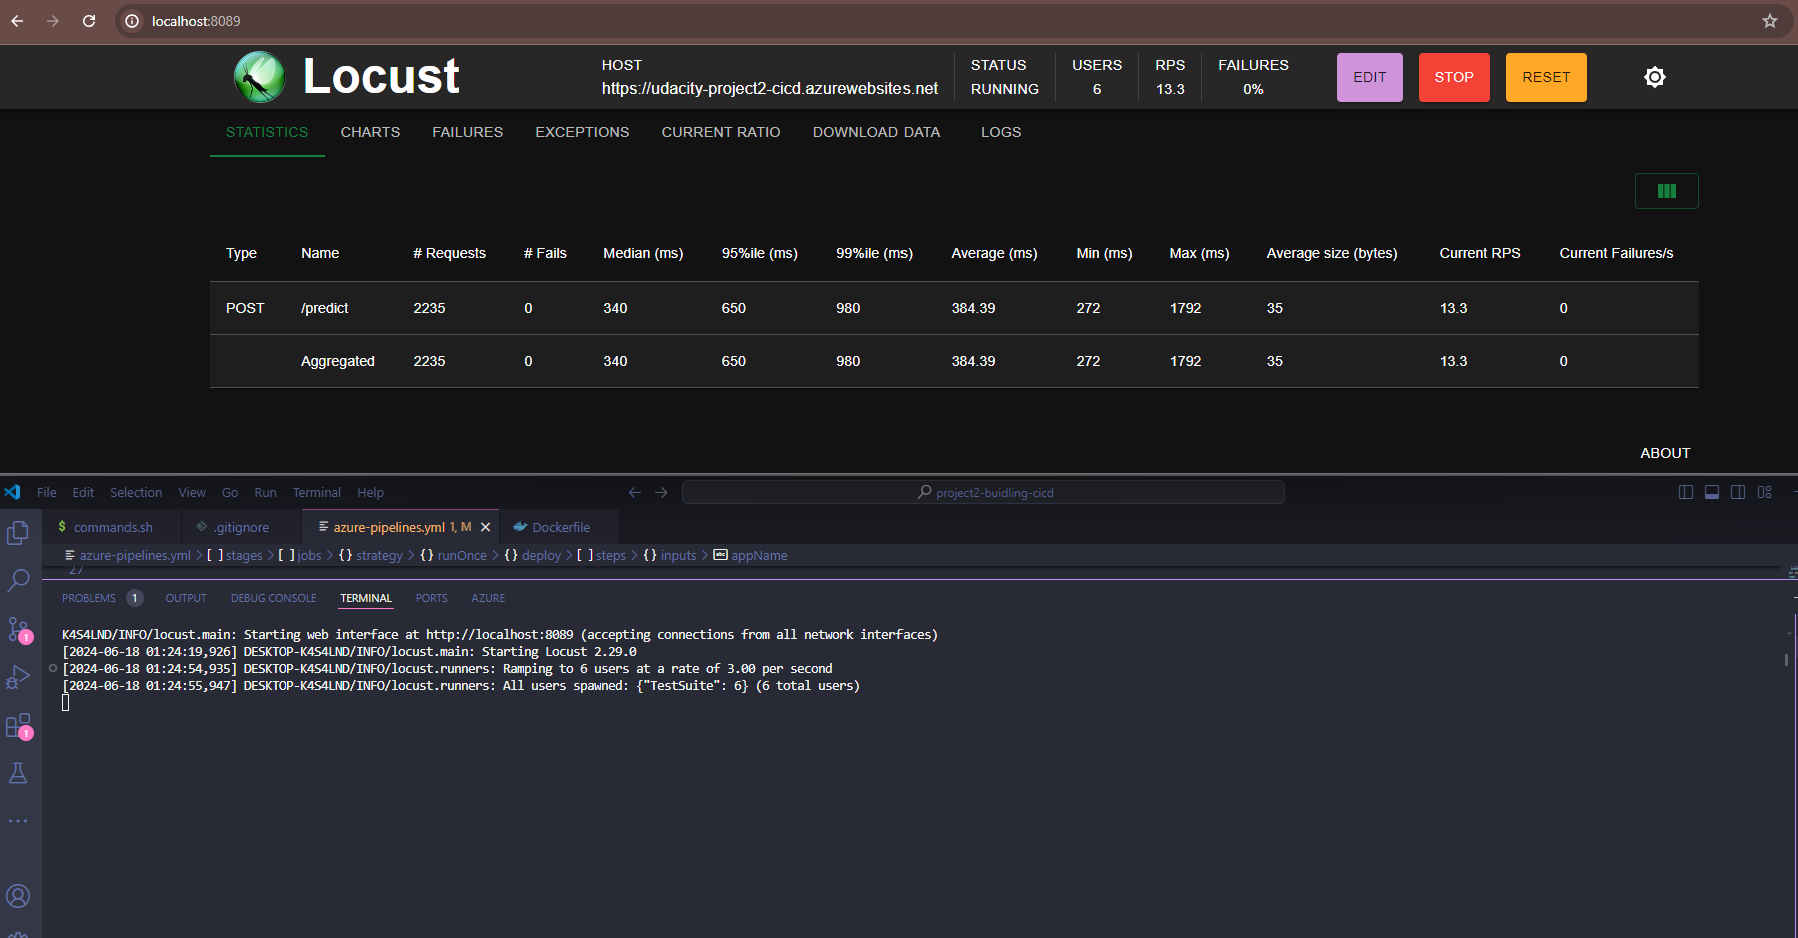 localhost:8089
Locust
HOST
https://udacity-project2-cicd.azurewebsites.net
STATUS
RUNNING
USERS
6
RPS
13.3
FAILURES
0%
EDIT
STOP
RESET
STATISTICS CHARTS FAILURES EXCEPTIONS CURRENT RATIO DOWNLOAD DATA LOGS
Type Name # Requests # Fails Median (ms) 95%ile (ms) 99%ile (ms) Average (ms) Min (ms) Max (ms) Average size (bytes) Current RPS Current Failures/s
POST /predict 2235 0 340 650 980 384.39 272 1792 35 13.3 0
Aggregated 2235 0 340 650 980 384.39 272 1792 35 13.3 0
ABOUT
File Edit Selection View Go Run Terminal Help
project2-buidling-cicd
$ commands.sh .gitignore azure-pipelines.yml 1, M Dockerfile
azure-pipelines.yml > [ ] stages > [ ] jobs > {} strategy > {} runOnce > {} deploy > [ ] steps > {} inputs > abc appName
27
PROBLEMS 1 OUTPUT DEBUG CONSOLE TERMINAL PORTS AZURE
K4S4LND/INFO/locust.main: Starting web interface at http://localhost:8089 (accepting connections from all network interfaces)
[2024-06-18 01:24:19,926] DESKTOP-K4S4LND/INFO/locust.main: Starting Locust 2.29.0
[2024-06-18 01:24:54,935] DESKTOP-K4S4LND/INFO/locust.runners: Ramping to 6 users at a rate of 3.00 per second
[2024-06-18 01:24:55,947] DESKTOP-K4S4LND/INFO/locust.runners: All users spawned: {"TestSuite": 6} (6 total users)
1
1